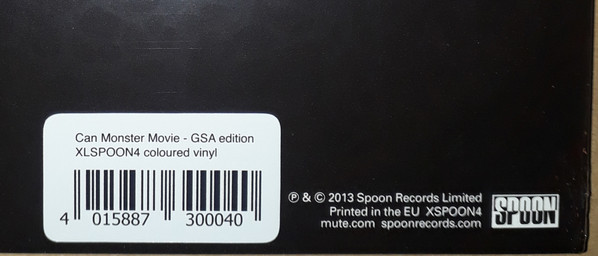 Can Monster Movie - GSA edition
XLSPOON4 coloured vinyl
4 015887 300040
℗ & © 2013 Spoon Records Limited
Printed in the EU XSPOON4
mute.com spoonrecords.com
SPOON